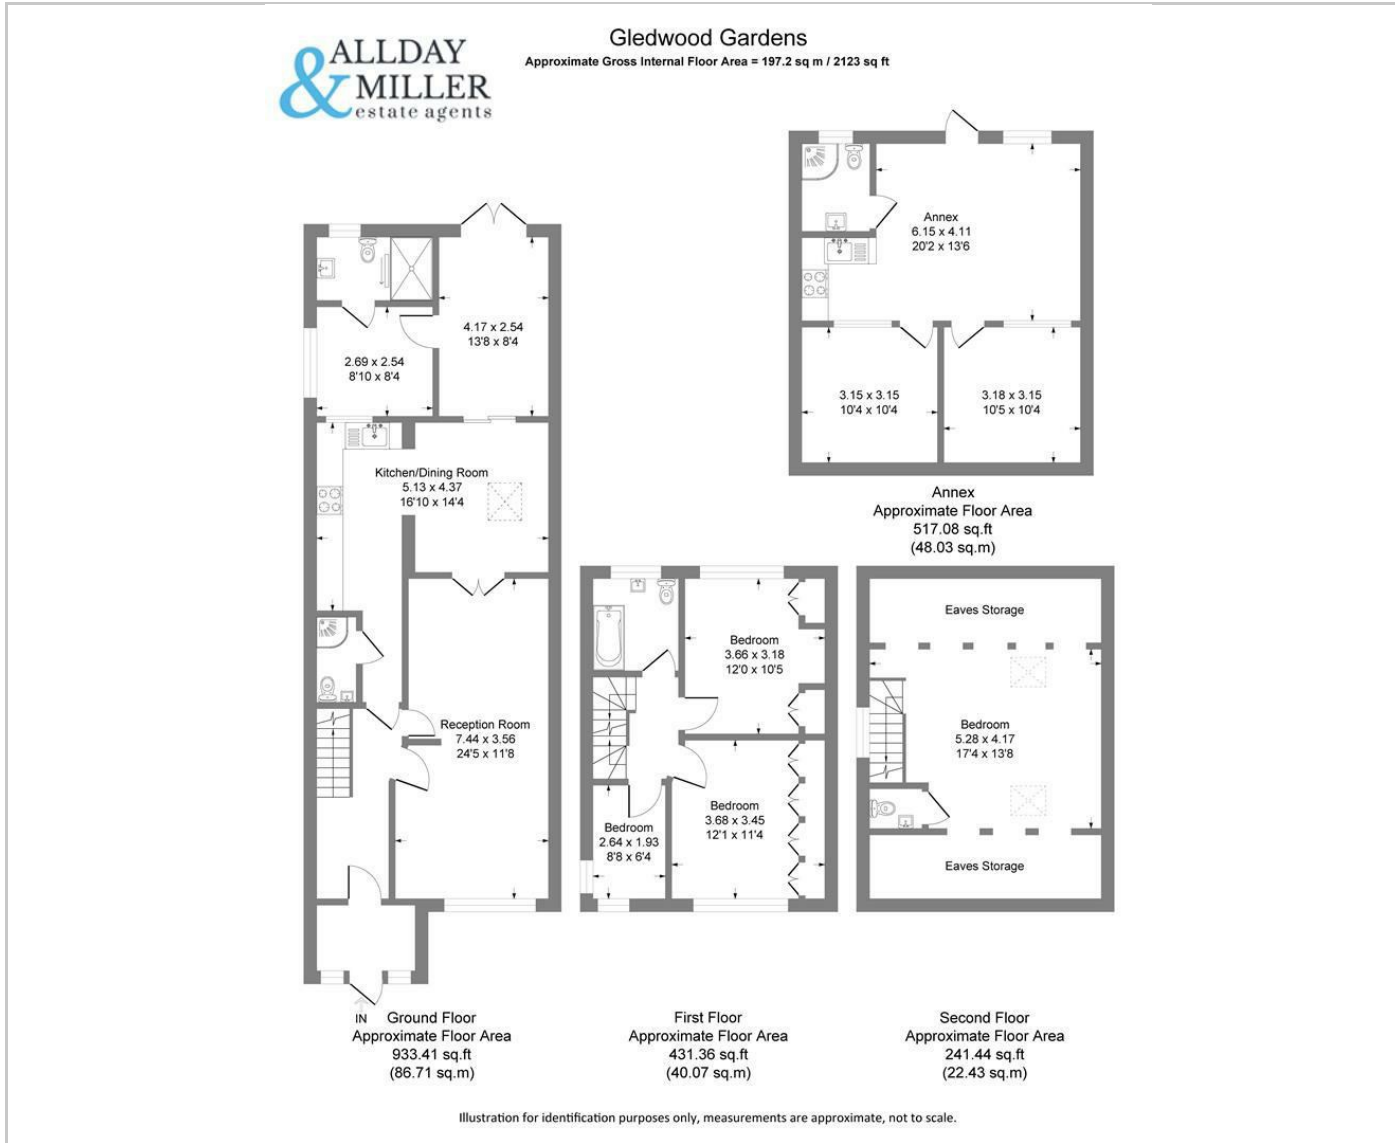 ALLDAY
& MILLER
estate agents
Gledwood Gardens
Approximate Gross Internal Floor Area = 197.2 sq m / 2123 sq ft
Annex
6.15 x 4.11
20'2 x 13'6
3.15 x 3.15
10'4 x 10'4
3.18 x 3.15
10'5 x 10'4
Annex
Approximate Floor Area
517.08 sq.ft
(48.03 sq.m)
4.17 x 2.54
13'8 x 8'4
2.69 x 2.54
8'10 x 8'4
Kitchen/Dining Room
5.13 x 4.37
16'10 x 14'4
Reception Room
7.44 x 3.56
24'5 x 11'8
IN
Ground Floor
Approximate Floor Area
933.41 sq.ft
(86.71 sq.m)
Bedroom
3.66 x 3.18
12'0 x 10'5
Bedroom
3.68 x 3.45
12'1 x 11'4
Bedroom
2.64 x 1.93
8'8 x 6'4
First Floor
Approximate Floor Area
431.36 sq.ft
(40.07 sq.m)
Eaves Storage
Bedroom
5.28 x 4.17
17'4 x 13'8
Eaves Storage
Second Floor
Approximate Floor Area
241.44 sq.ft
(22.43 sq.m)
Illustration for identification purposes only, measurements are approximate, not to scale.